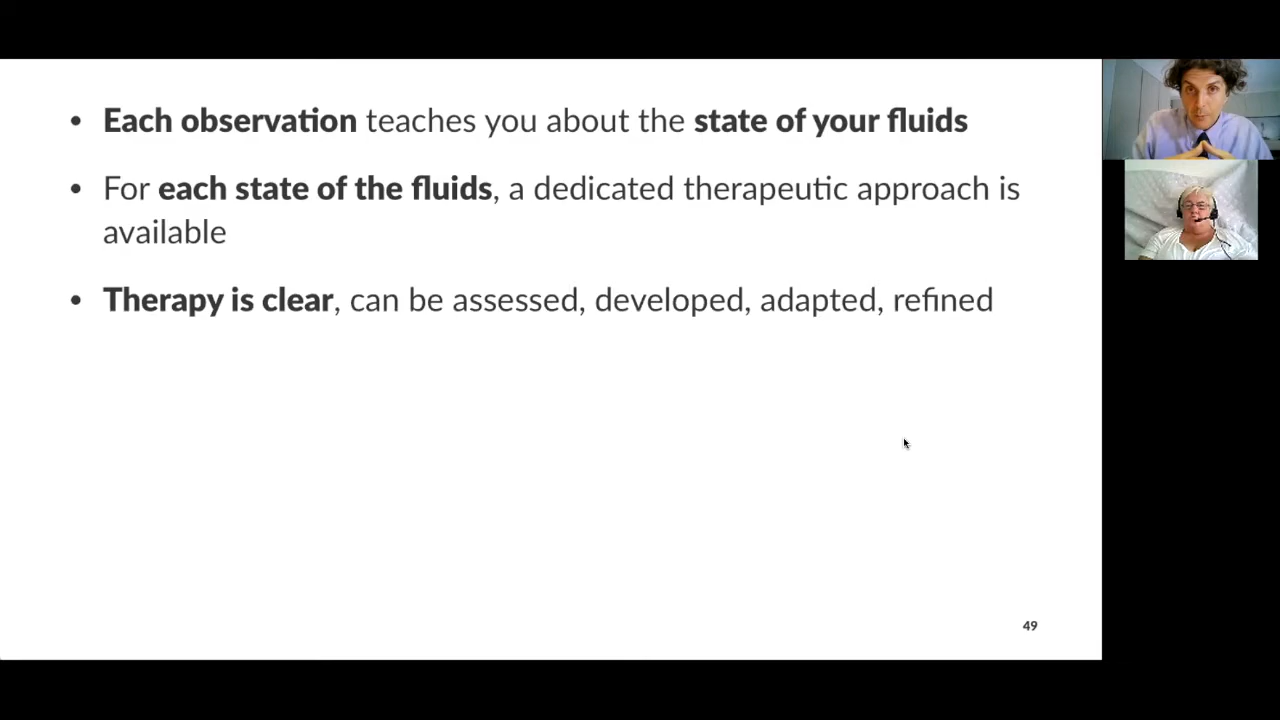 • Each observation teaches you about the state of your fluids
• For each state of the fluids, a dedicated therapeutic approach is
available
• Therapy is clear, can be assessed, developed, adapted, refined
49